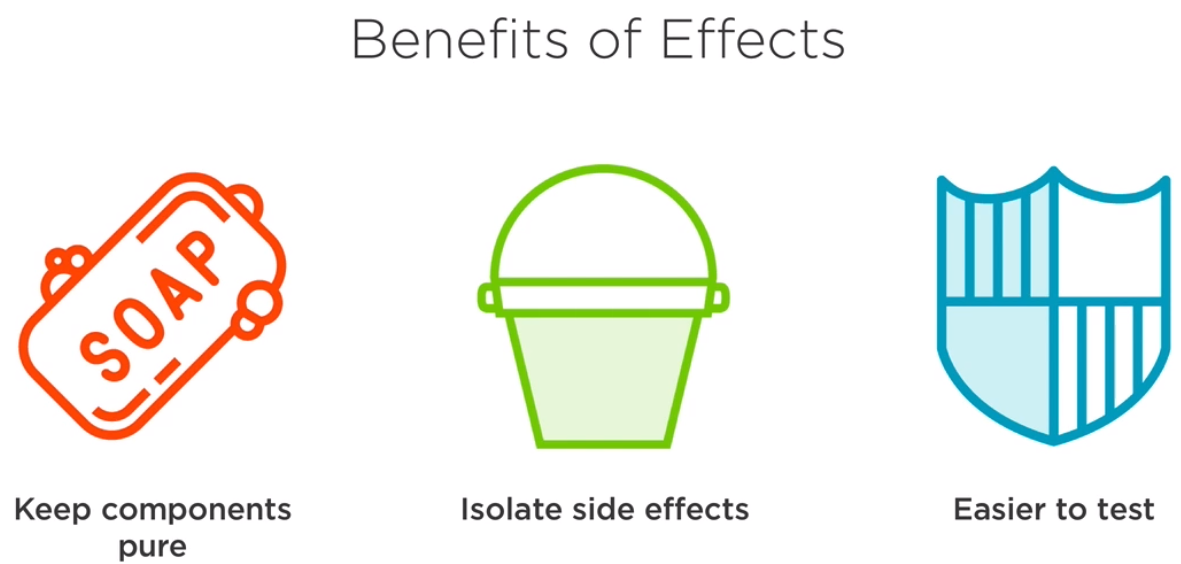 Benefits of Effects
SOAP
Keep components
pure
Isolate side effects
Easier to test